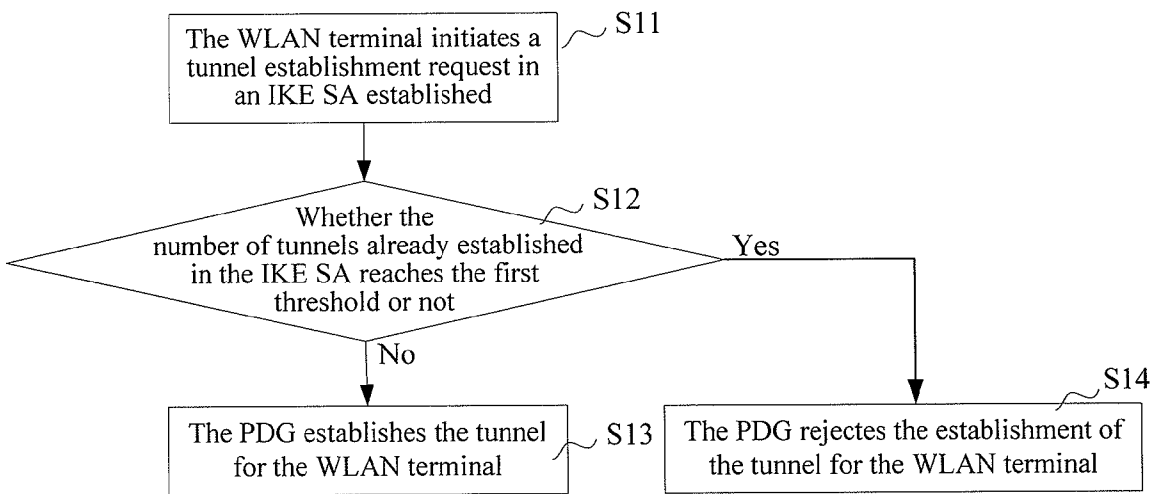 The WLAN terminal initiates a
tunnel establishment request in
an IKE SA established
S11
Whether the
number of tunnels already established
in the IKE SA reaches the first
threshold or not
S12
Yes
No
The PDG establishes the tunnel
for the WLAN terminal
S13
The PDG rejectes the establishment of
the tunnel for the WLAN terminal
S14